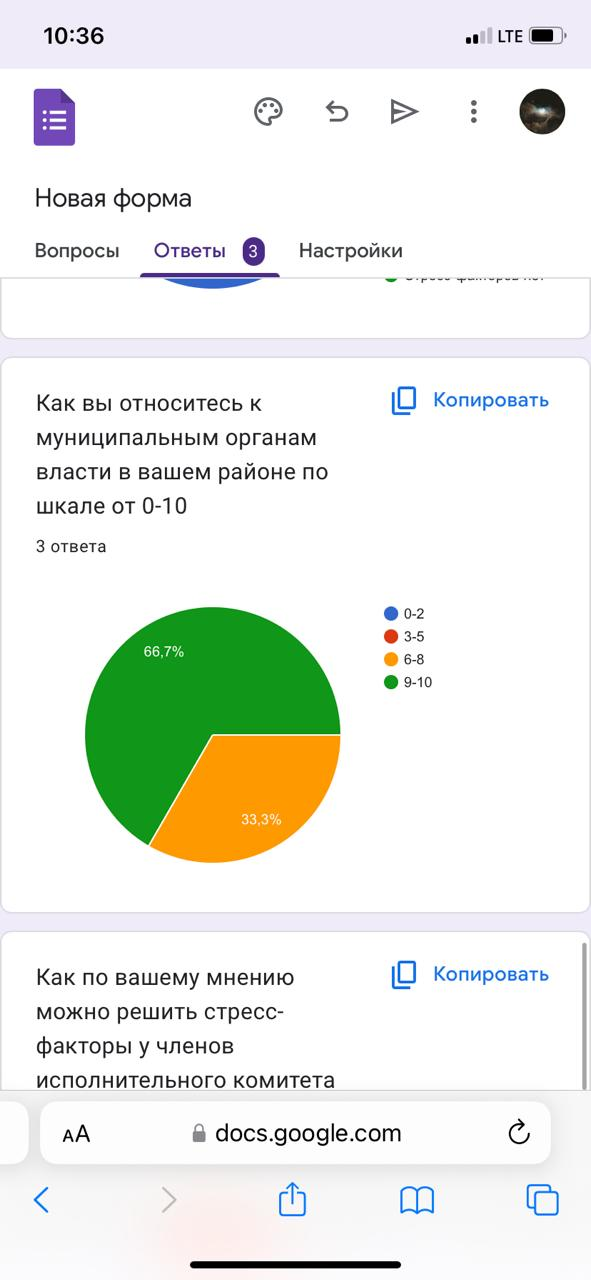 10:36
LTE
Новая форма
Вопросы
Ответы 3
Настройки
Как вы относитесь к
муниципальным органам
власти в вашем районе по
шкале от 0-10
Копировать
3 ответа
0-2
3-5
6-8
9-10
66,7%
33,3%
Как по вашему мнению
можно решить стресс-
факторы у членов
исполнительного комитета
Копировать
AA
docs.google.com